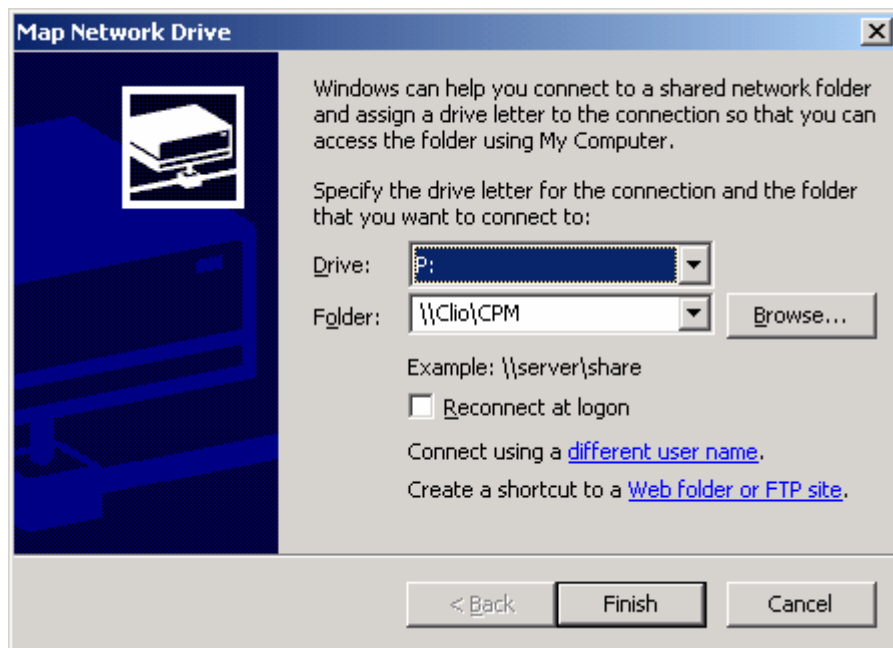 Map Network Drive
Windows can help you connect to a shared network folder
and assign a drive letter to the connection so that you can
access the folder using My Computer.
Specify the drive letter for the connection and the folder
that you want to connect to:
Drive: P:
Folder: \\Clio\CPM Browse...
Example: \\server\share
Reconnect at logon
Connect using a different user name.
Create a shortcut to a Web folder or FTP site.
< Back Finish Cancel